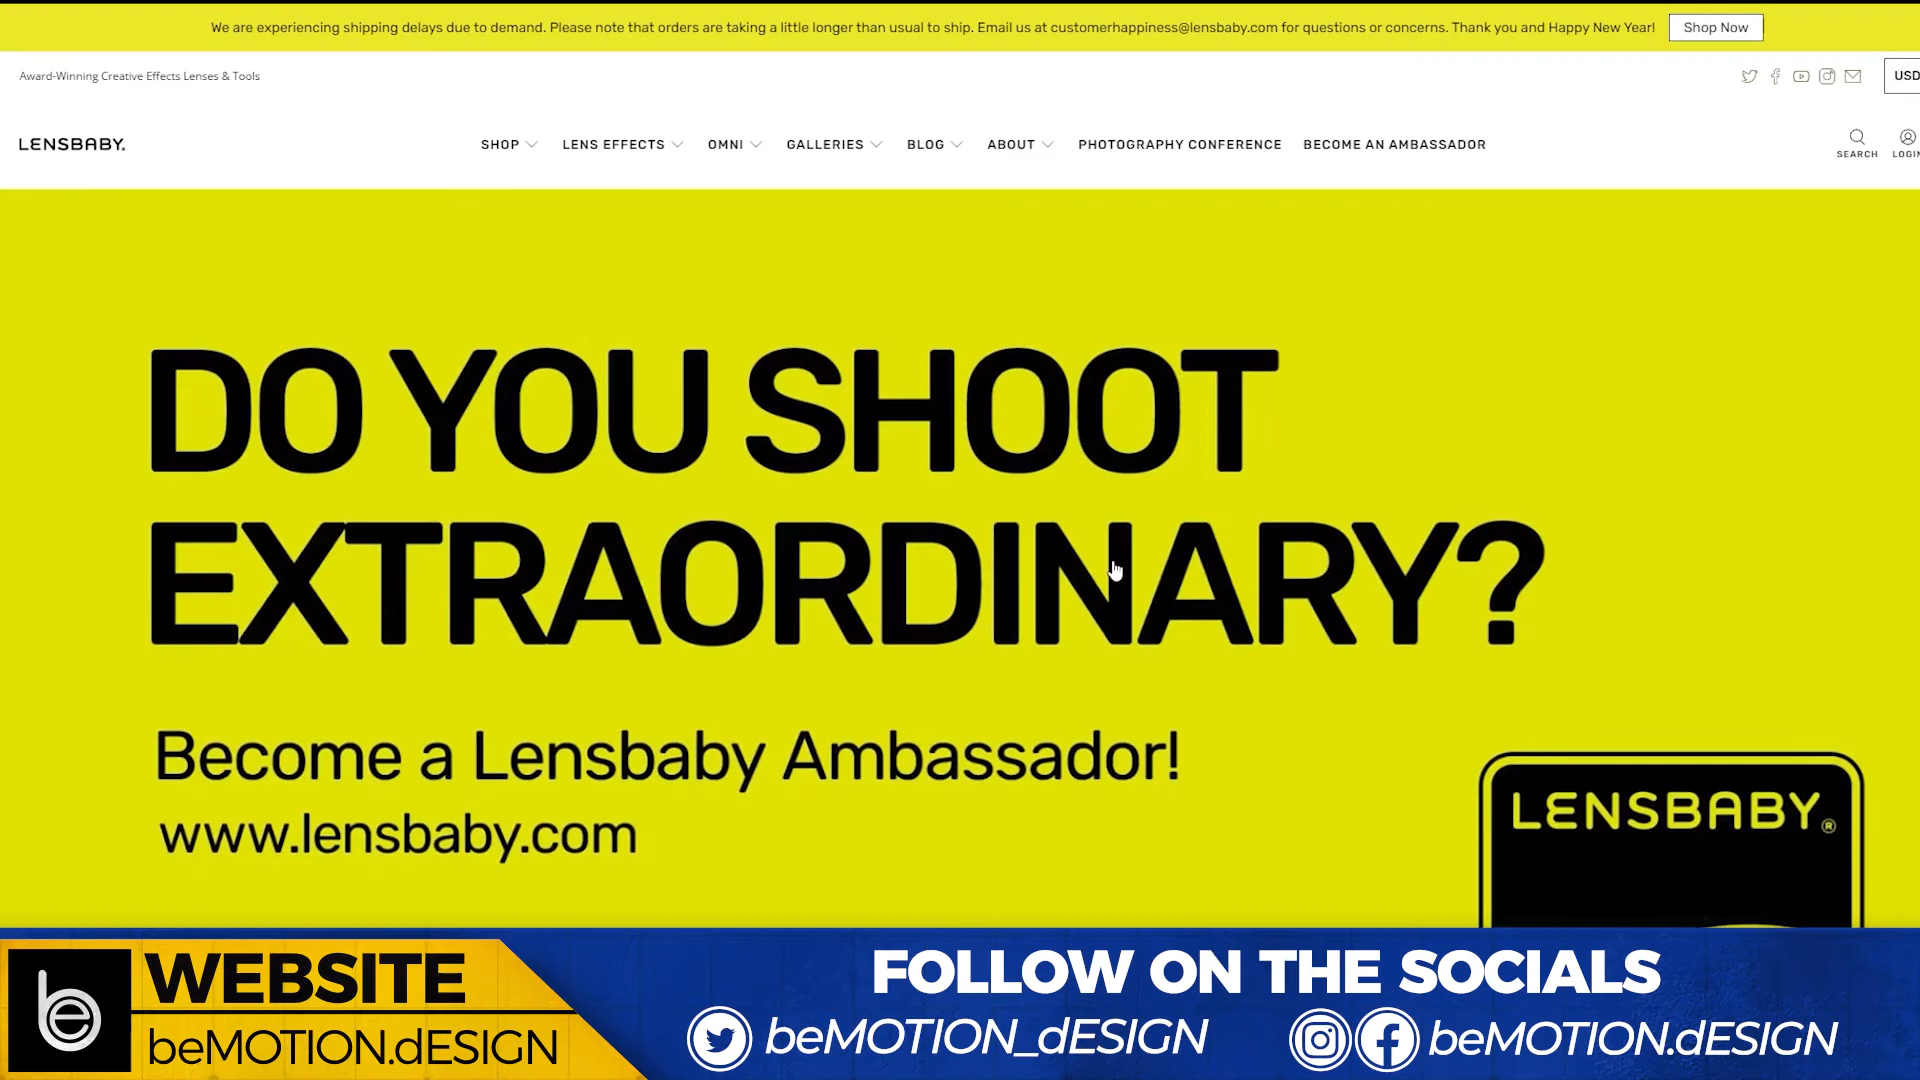 We are experiencing shipping delays due to demand. Please note that orders are taking a little longer than usual to ship. Email us at customerhappiness@lensbaby.com for questions or concerns. Thank you and Happy New Year! Shop Now
Award-Winning Creative Effects Lenses & Tools
USD
LENSBABY.
SHOP LENS EFFECTS OMNI GALLERIES BLOG ABOUT PHOTOGRAPHY CONFERENCE BECOME AN AMBASSADOR
SEARCH LOGIN
DO YOU SHOOT
EXTRAORDINARY?
Become a Lensbaby Ambassador!
www.lensbaby.com
LENSBABY.®
be WEBSITE
beMOTION.dESIGN
FOLLOW ON THE SOCIALS
beMOTION_dESIGN beMOTION.dESIGN